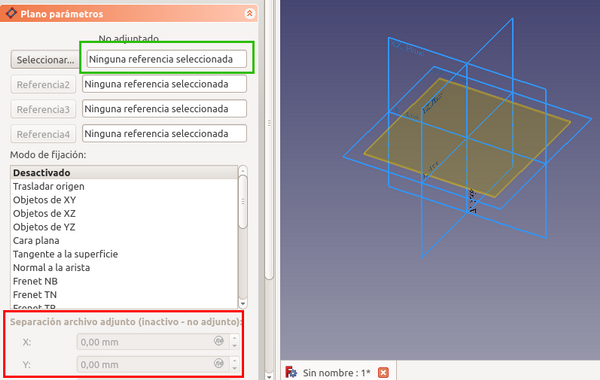 Plano parámetros
No adjuntado
Seleccionar... Ninguna referencia seleccionada
Referencia2 Ninguna referencia seleccionada
Referencia3 Ninguna referencia seleccionada
Referencia4 Ninguna referencia seleccionada
Modo de fijación:
Desactivado
Trasladar origen
Objetos de XY
Objetos de XZ
Objetos de YZ
Cara plana
Tangente a la superficie
Normal a la arista
Frenet NB
Frenet TN
Frenet TB
Separación archivo adjunto (inactivo - no adjunto):
X: 0,00 mm
Y: 0,00 mm
Sin nombre : 1*